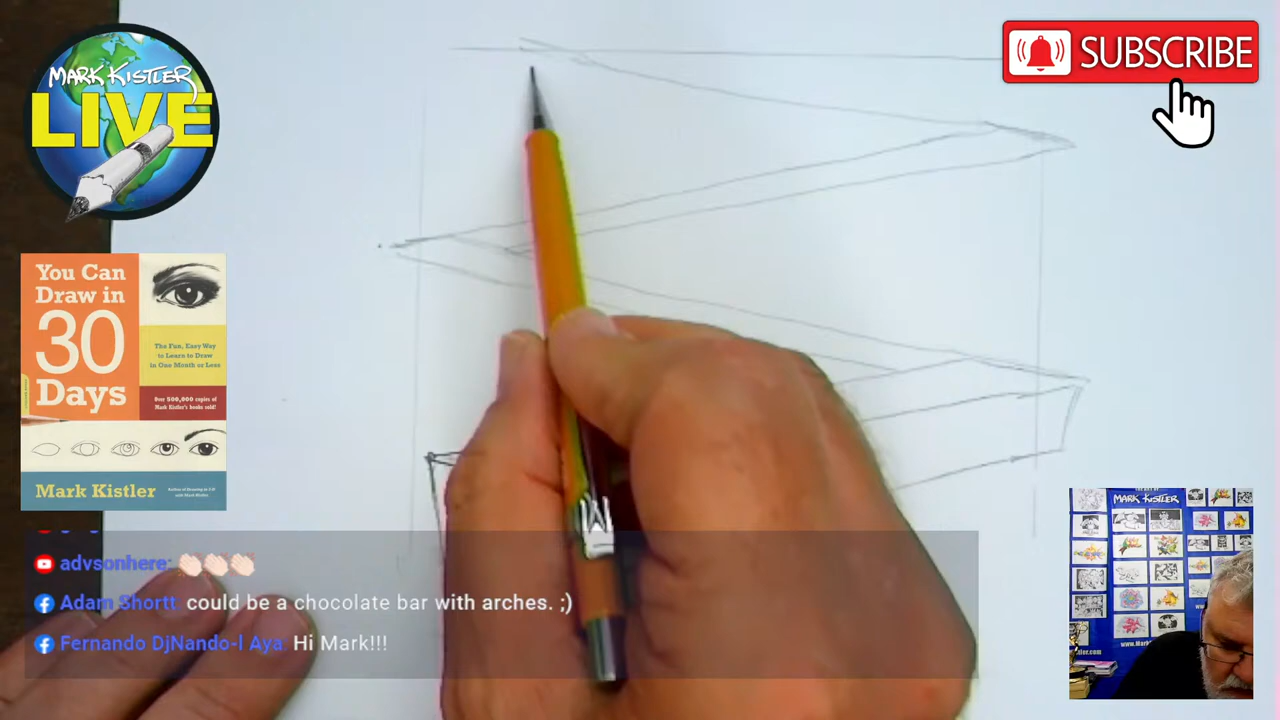 MARK KISTLER
LIVE
SUBSCRIBE
You Can
Draw in
30
Days
The Fun, Easy Way
to Learn to Draw
in One Month or Less
Over 500,000 copies of
Mark Kistler's books sold!
Mark Kistler
advsonhere: 👏🏻👏🏻👏🏻
Adam Shortt: could be a chocolate bar with arches. ;)
Fernando DjNando-l Aya: Hi Mark!!!
MARK KISTLER